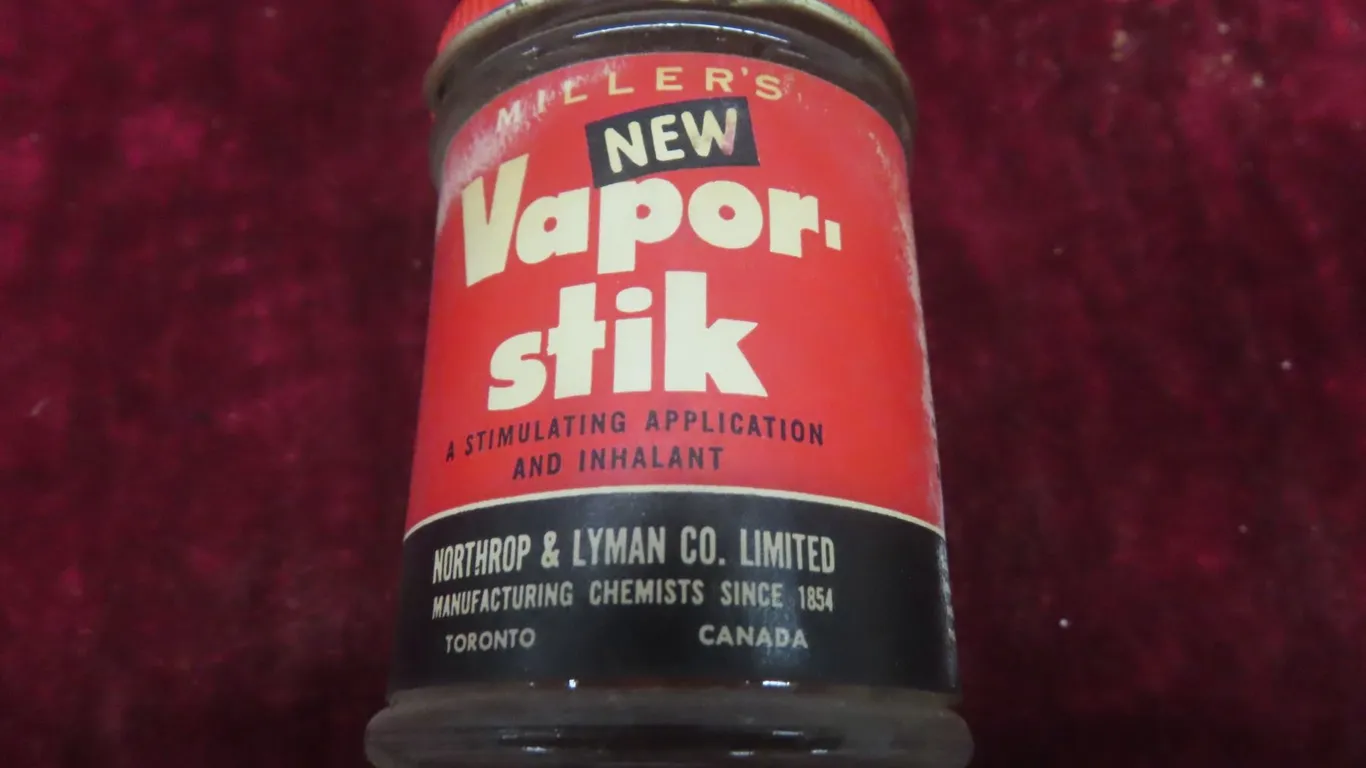 MILLER'S
NEW
Vapor-
stik
A STIMULATING APPLICATION
AND INHALANT
NORTHROP & LYMAN CO. LIMITED
MANUFACTURING CHEMISTS SINCE 1854
TORONTO CANADA